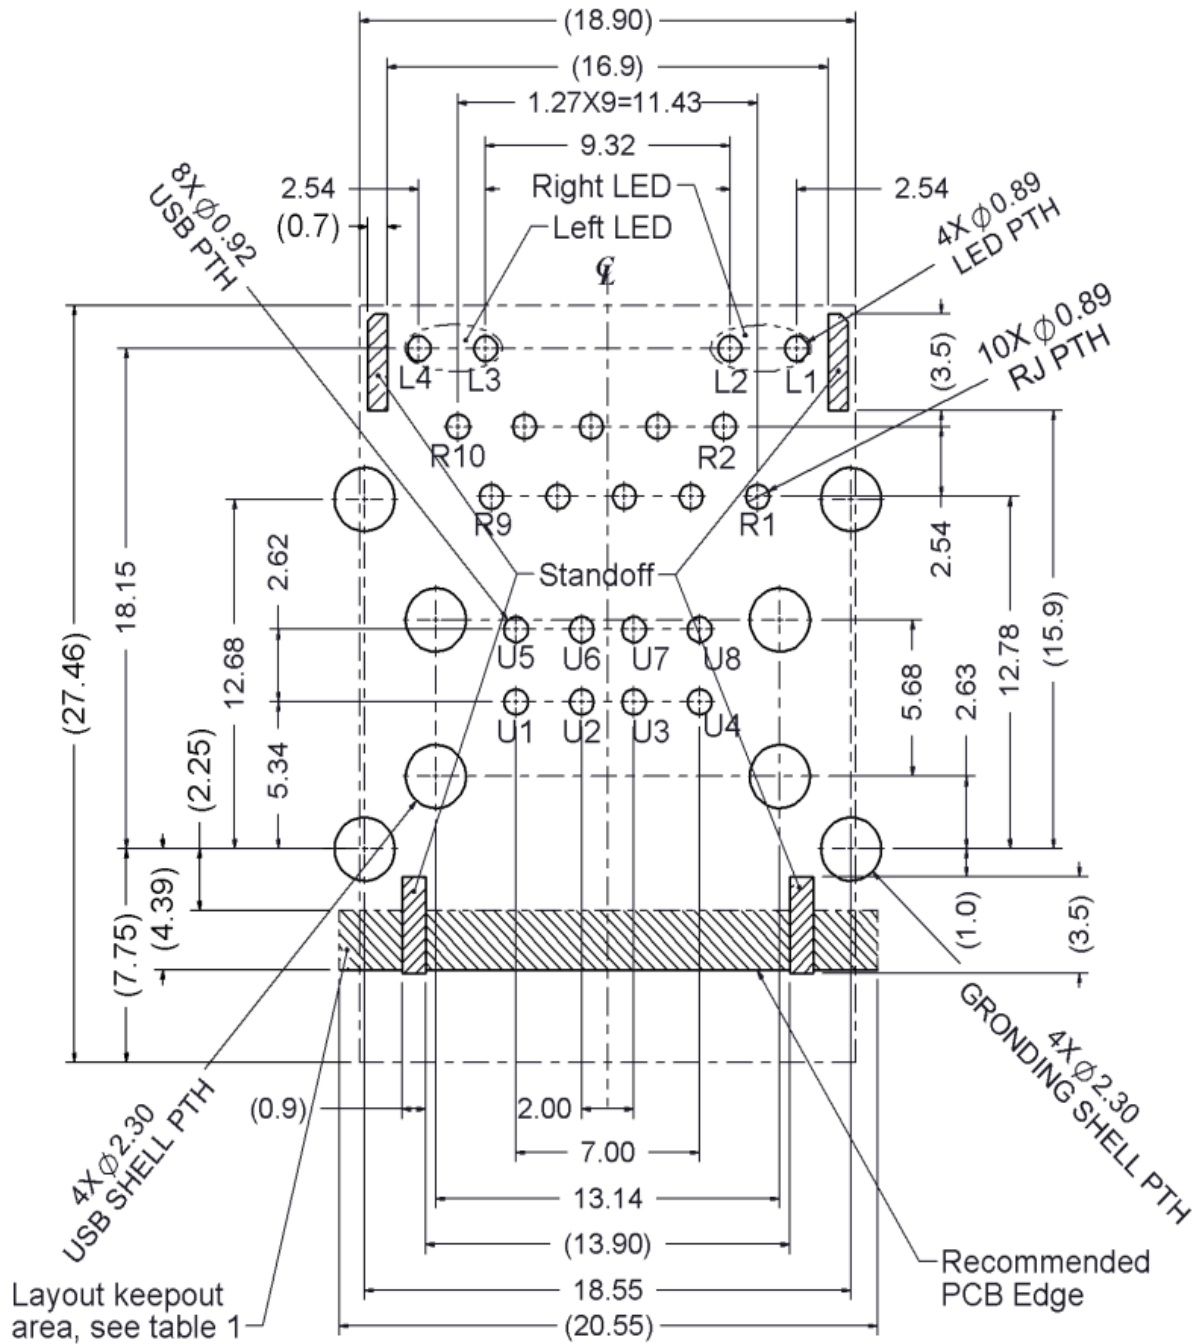 (18.90)
(16.9)
1.27X9=11.43
9.32
2.54
Right LED
2.54
(0.7)
Left LED
℄
8X Ø0.92
USB PTH
4X Ø0.89
LED PTH
10X Ø0.89
RJ PTH
L4
L3
L2
L1
(3.5)
R10
R2
R9
R1
2.54
Standoff
2.62
18.15
12.68
(27.46)
U5
U6
U7
U8
U1
U2
U3
U4
5.68
2.63
12.78
(15.9)
5.34
(2.25)
(4.39)
(7.75)
(1.0)
(3.5)
4X Ø2.30
GRONDING SHELL PTH
4X Ø2.30
USB SHELL PTH
(0.9)
2.00
7.00
13.14
(13.90)
18.55
(20.55)
Layout keepout
area, see table 1
Recommended
PCB Edge